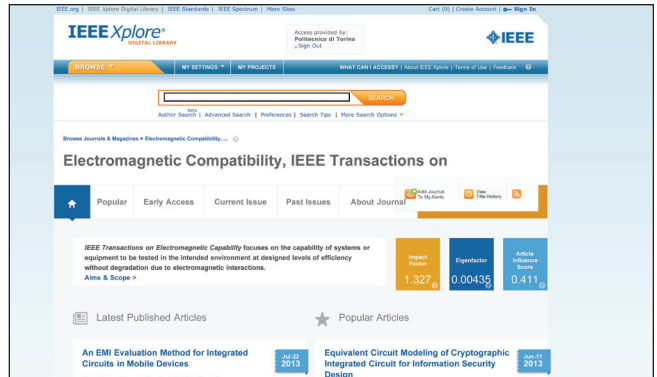 IEEE.org | IEEE Xplore Digital Library | IEEE Standards | IEEE Spectrum | More Sites
Cart (0) | Create Account | Sign In
IEEE Xplore®
DIGITAL LIBRARY
Access provided by:
Politecnico di Torino
» Sign Out
IEEE
BROWSE
MY SETTINGS
MY PROJECTS
WHAT CAN I ACCESS? | About IEEE Xplore | Terms of Use | Feedback ?
SEARCH
beta
Author Search | Advanced Search | Preferences | Search Tips | More Search Options
Browse Journals & Magazines > Electromagnetic Compatibility, ... ?
Electromagnetic Compatibility, IEEE Transactions on
Popular
Early Access
Current Issue
Past Issues
About Journal
Add Journal
To My Alerts
View
Title History
IEEE Transactions on Electromagnetic Capability focuses on the capability of systems or
equipment to be tested in the intended environment at designed levels of efficiency
without degradation due to electromagnetic interactions.
Aims & Scope >
Impact
Factor
1.327
Eigenfactor
0.00435
Article
Influence
Score
0.411
Latest Published Articles
Popular Articles
An EMI Evaluation Method for Integrated
Circuits in Mobile Devices
Jul-22
2013
Equivalent Circuit Modeling of Cryptographic
Integrated Circuit for Information Security
Design
Jun-11
2013